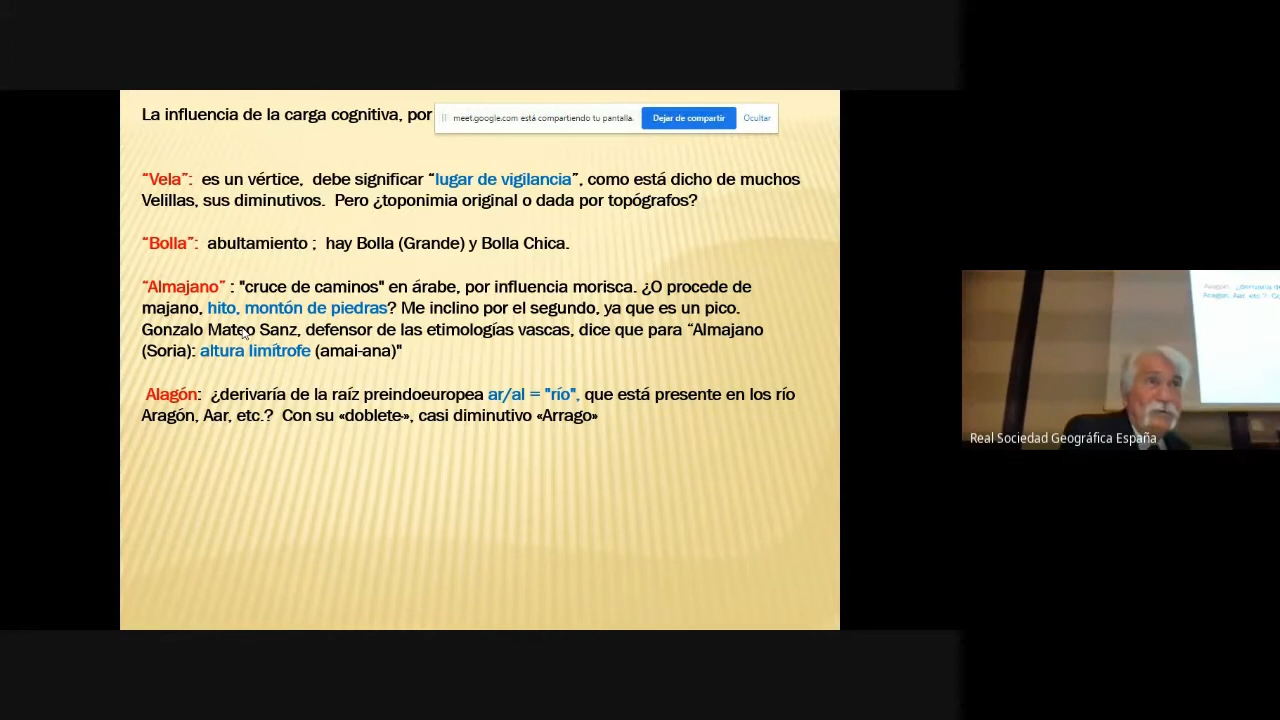 La influencia de la carga cognitiva, por
meet.google.com está compartiendo tu pantalla. Dejar de compartir Ocultar
“Vela”: es un vértice, debe significar “lugar de vigilancia”, como está dicho de muchos
Velillas, sus diminutivos. Pero ¿toponimia original o dada por topógrafos?
“Bolla”: abultamiento ; hay Bolla (Grande) y Bolla Chica.
“Almajano” : "cruce de caminos" en árabe, por influencia morisca. ¿O procede de
majano, hito, montón de piedras? Me inclino por el segundo, ya que es un pico.
Gonzalo Mateo Sanz, defensor de las etimologías vascas, dice que para “Almajano
(Soria): altura limítrofe (amai-ana)"
Alagón: ¿derivaría de la raíz preindoeuropea ar/al = "río", que está presente en los río
Aragón, Aar, etc.? Con su «doblete», casi diminutivo «Arrago»
Aragón, Aar, etc.?
Real Sociedad Geográfica España